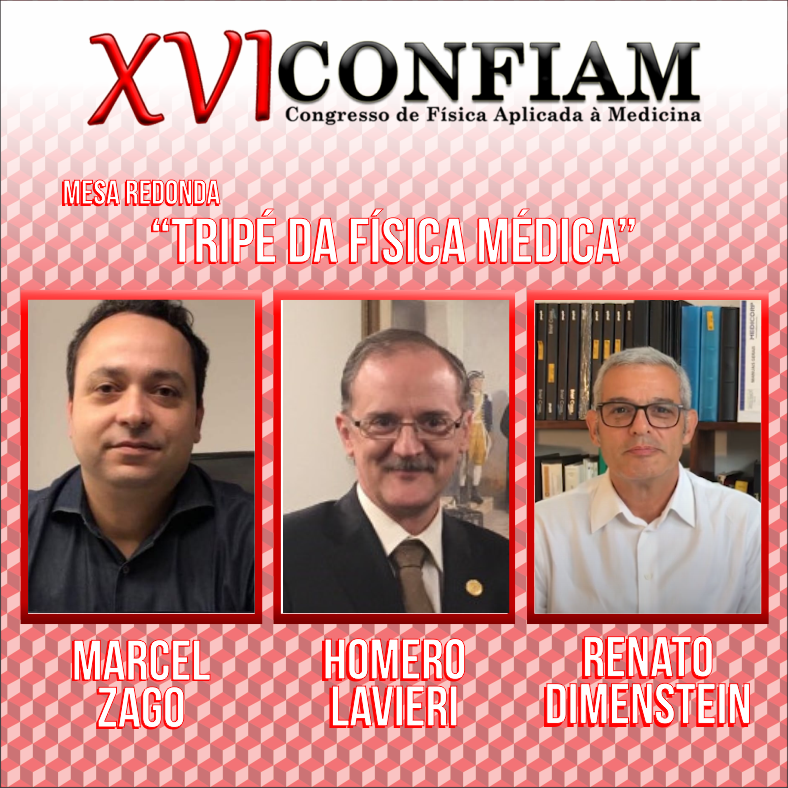 XVI CONFIAM
Congresso de Física Aplicada à Medicina
MESA REDONDA
“TRIPÉ DA FÍSICA MÉDICA”
MEDICORP
MARCEL
ZAGO
HOMERO
LAVIERI
RENATO
DIMENSTEIN